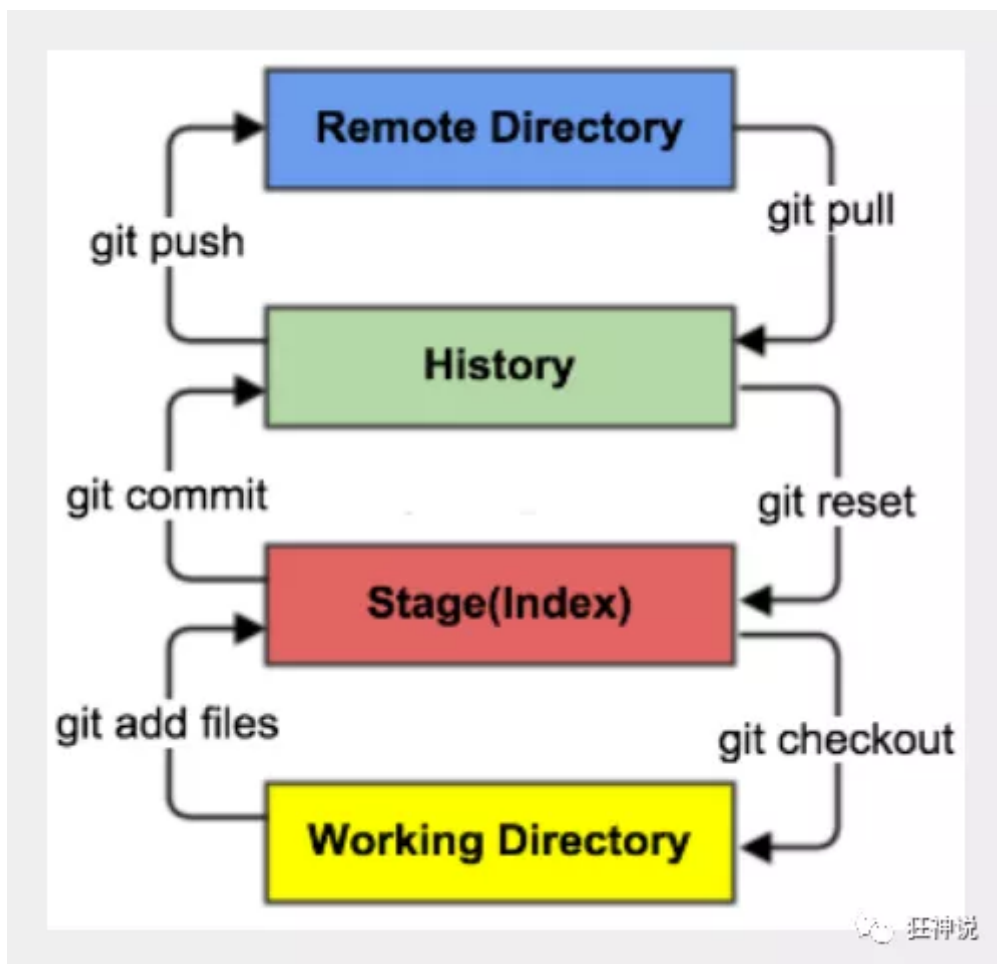 Remote Directory
git push
git pull
History
git commit
git reset
Stage(Index)
git add files
git checkout
Working Directory
狂神说